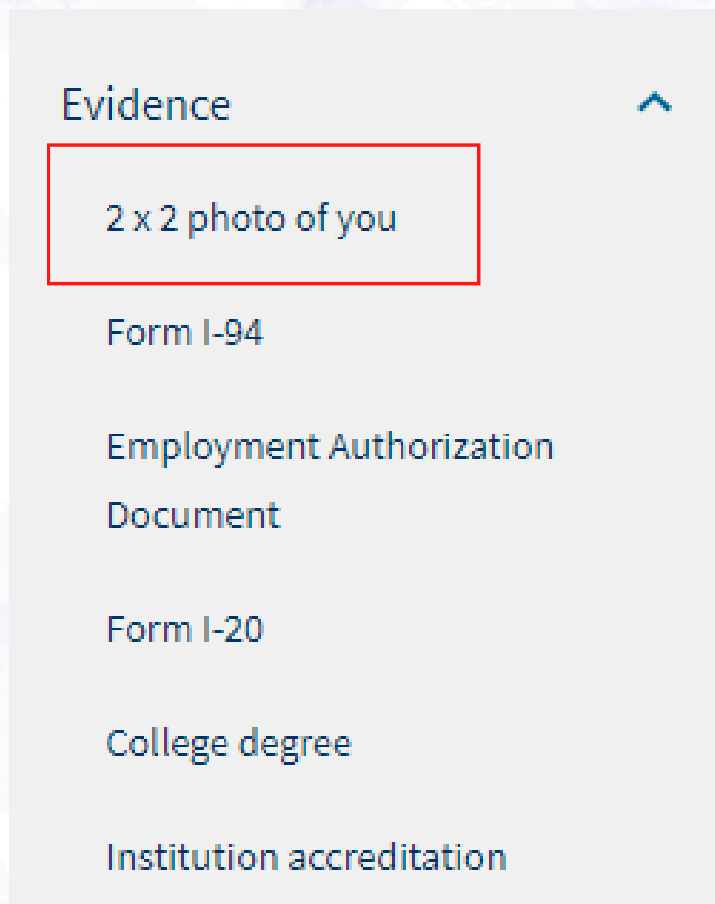 Evidence
2 x 2 photo of you
Form I-94
Employment Authorization
Document
Form I-20
College degree
Institution accreditation